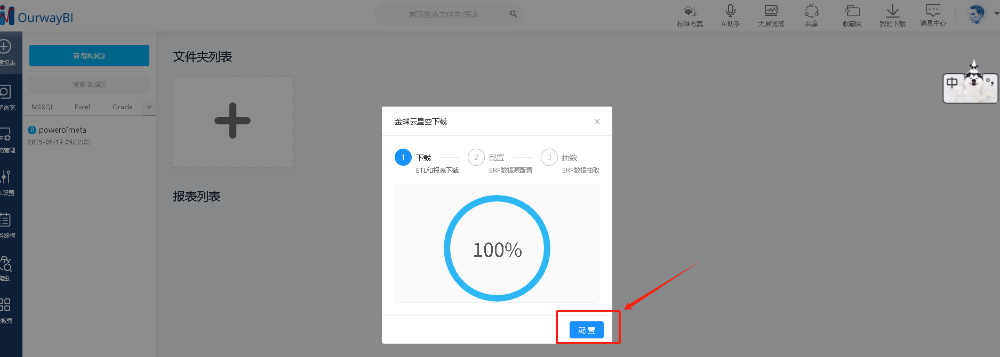 OurwayBI
首页搜索文件夹/报表
标准方案
AI助手
大屏浏览
共享
收藏夹
我的下载
消息中心
建报表
新增数据源
文件夹列表
搜索 数据源
中
单浏览
MSSQL
Excel
Oracle
金蝶云星空下载
0 powerbimeta
2025-06-19 09:22:03
统管理
1 下载
2 配置
3 抽数
ETL和报表下载
ERP数据源配置
ERP数据抽取
L设置
报表列表
务建模
100%
爬虫
板秀
配 置